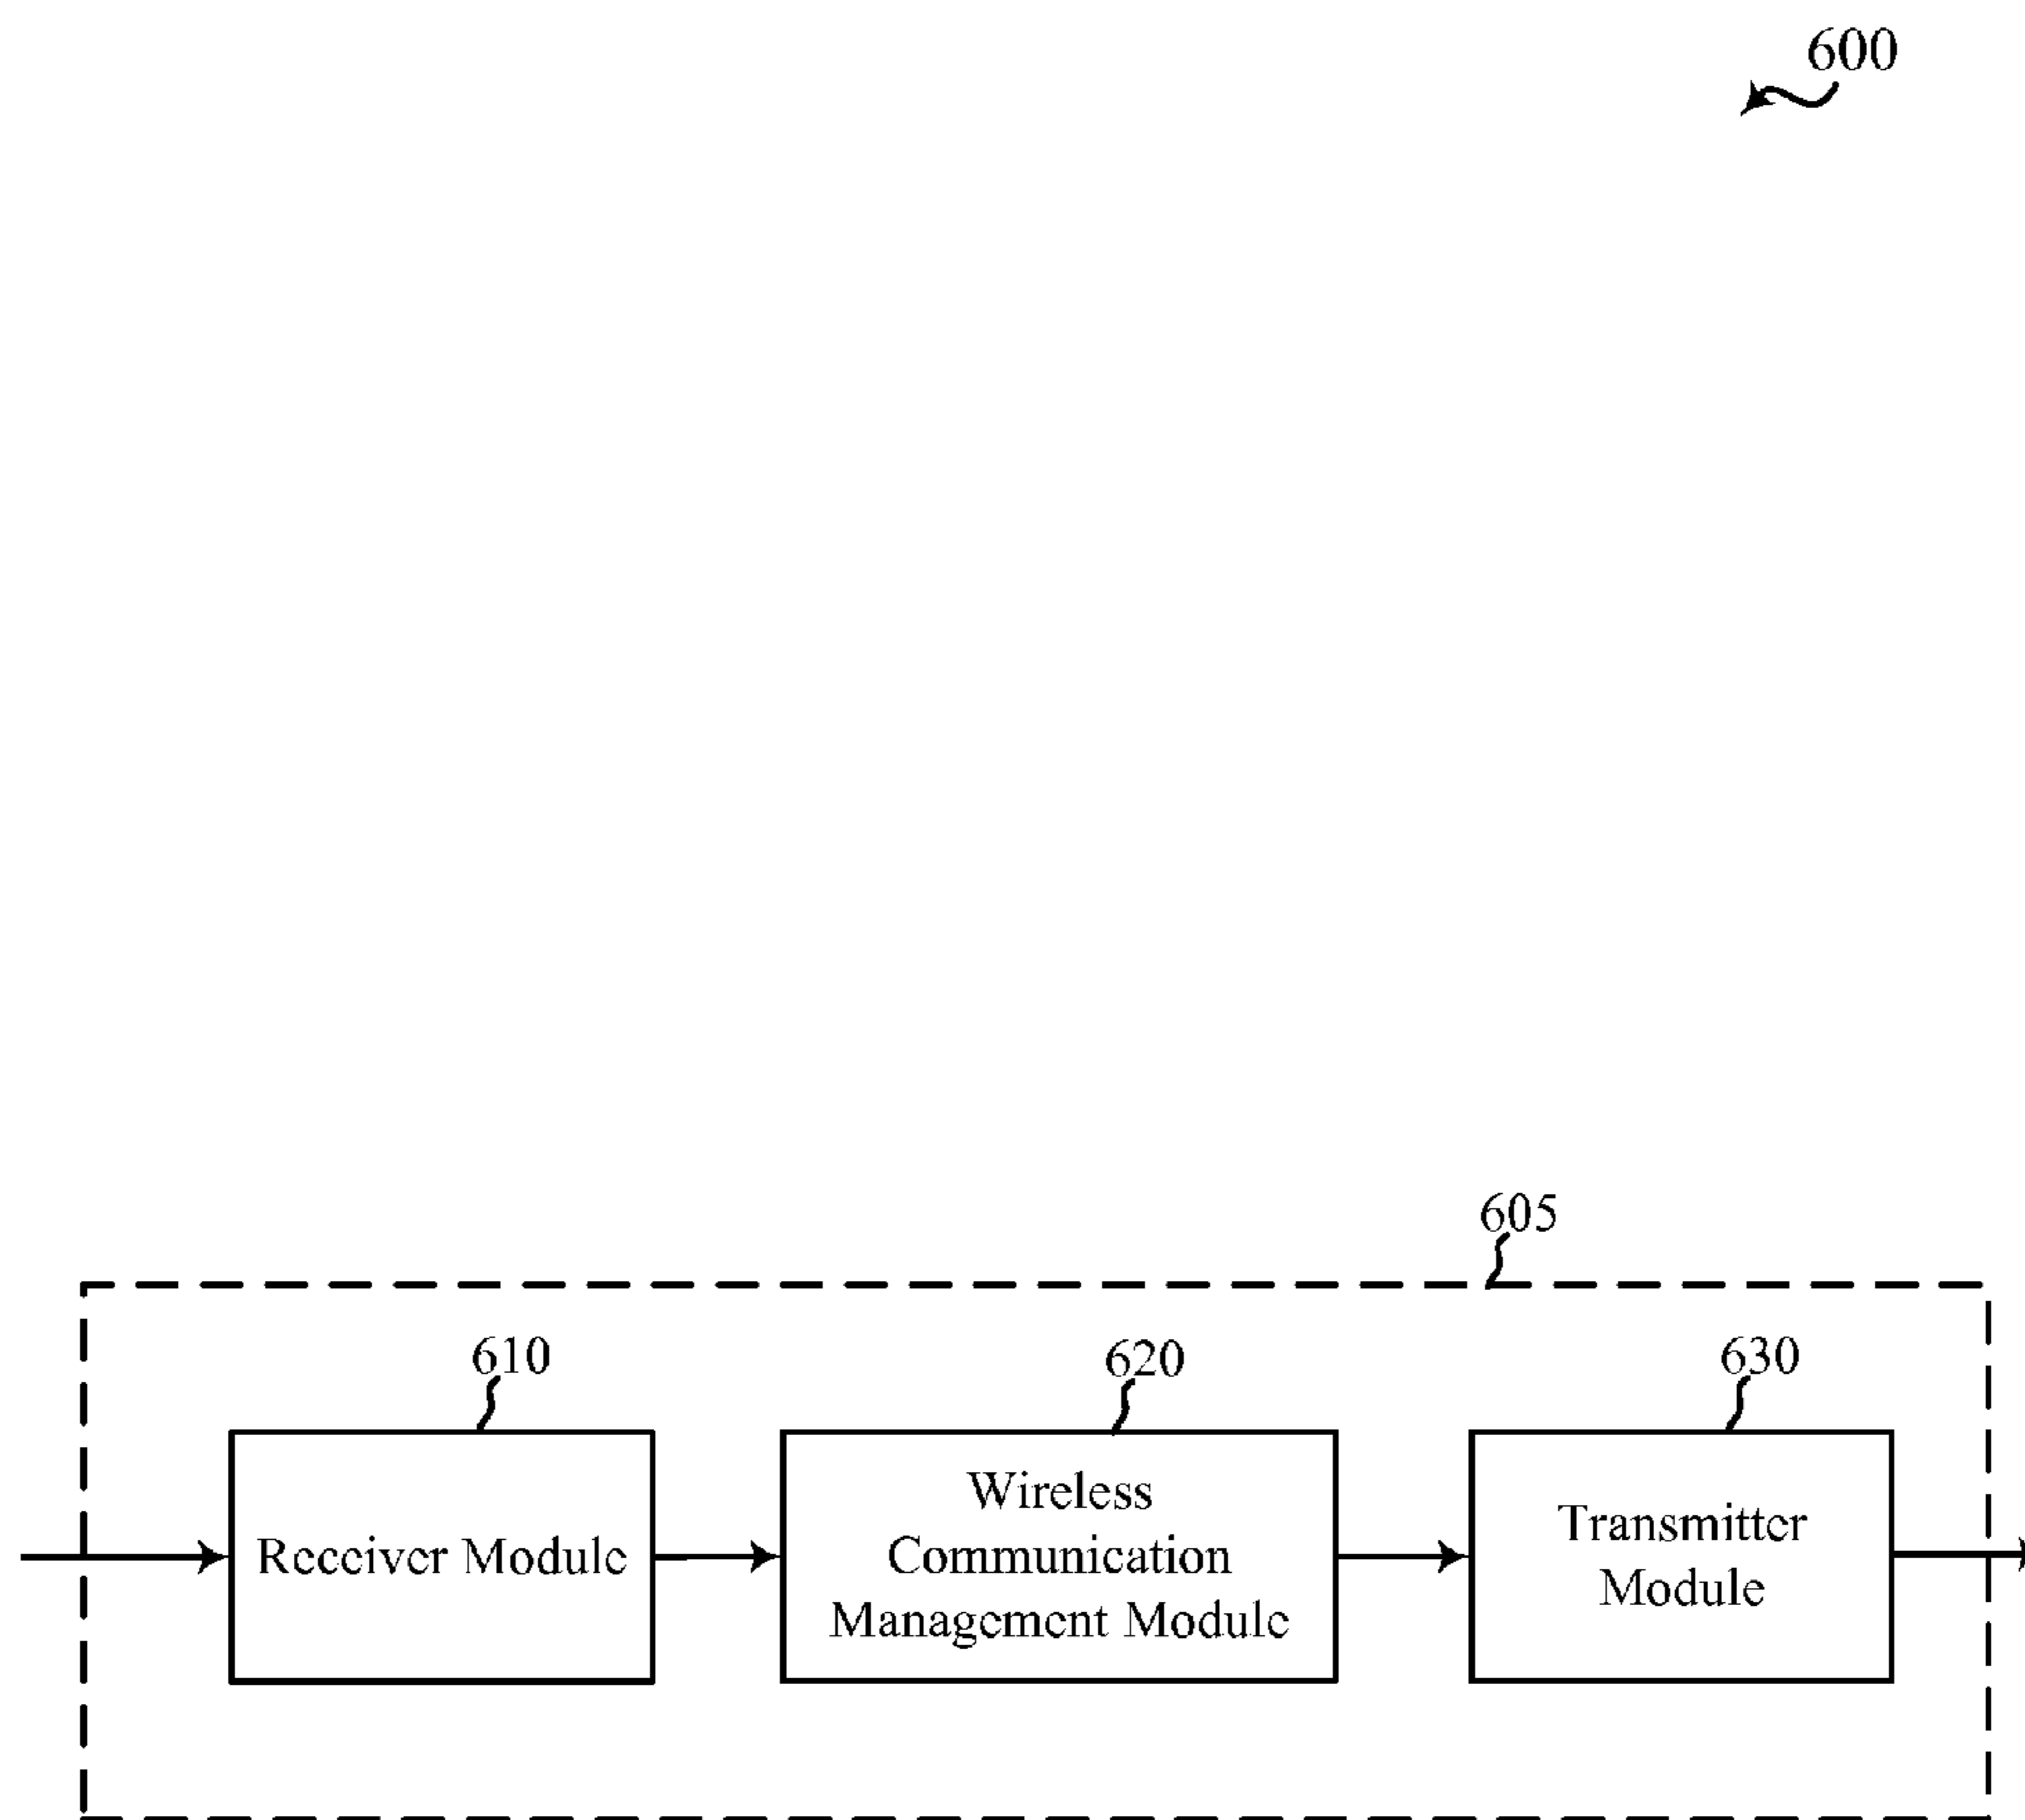 600
605
610
620
630
Receiver Module
Wireless
Communication
Management Module
Transmitter
Module